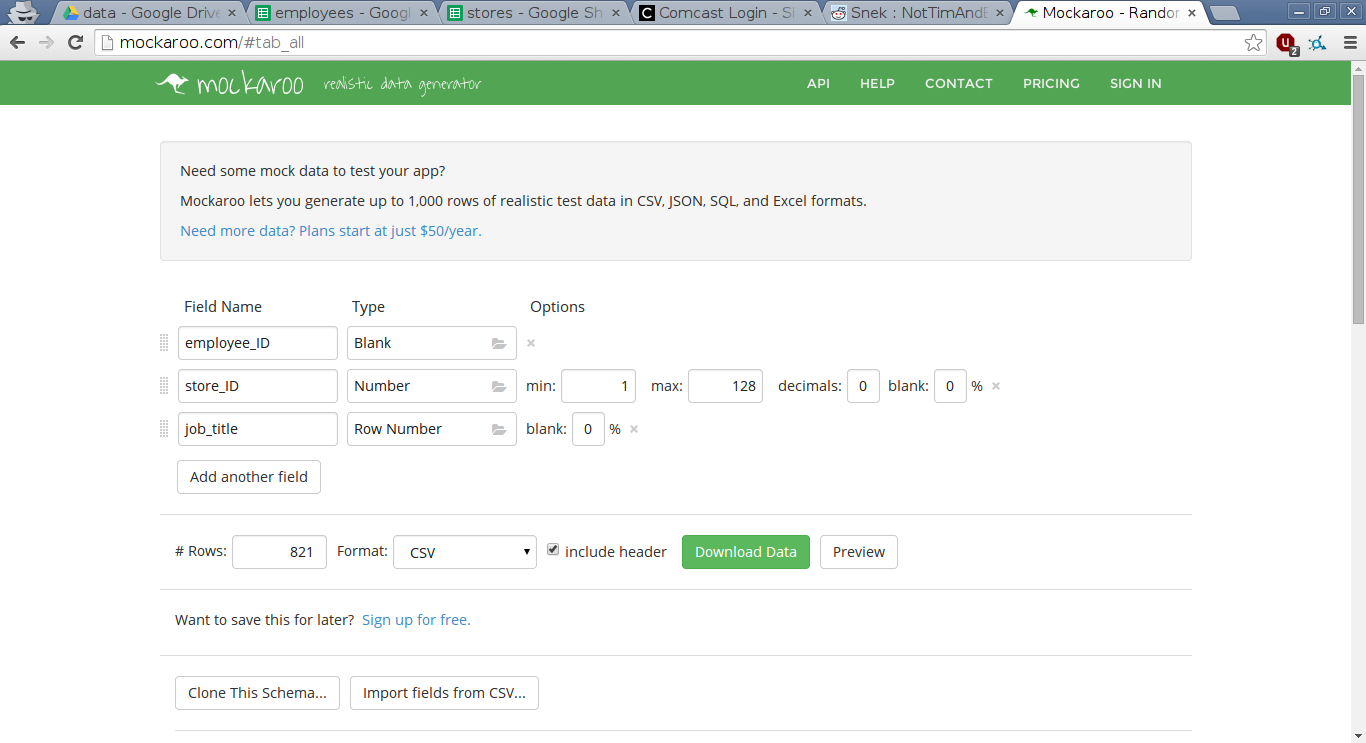 data - Google Drive
employees - Googl
stores - Google Sh
Comcast Login - Si
Snek : NotTimAndE
Mockaroo - Random
mockaroo.com/#tab_all
2
mockaroo realistic data generator API HELP CONTACT PRICING SIGN IN
Need some mock data to test your app?
Mockaroo lets you generate up to 1,000 rows of realistic test data in CSV, JSON, SQL, and Excel formats.
Need more data? Plans start at just $50/year.
Field Name Type Options
employee_ID Blank
store_ID Number min: 1 max: 128 decimals: 0 blank: 0 %
job_title Row Number blank: 0 %
Add another field
# Rows: 821 Format: CSV include header Download Data Preview
Want to save this for later? Sign up for free.
Clone This Schema... Import fields from CSV...